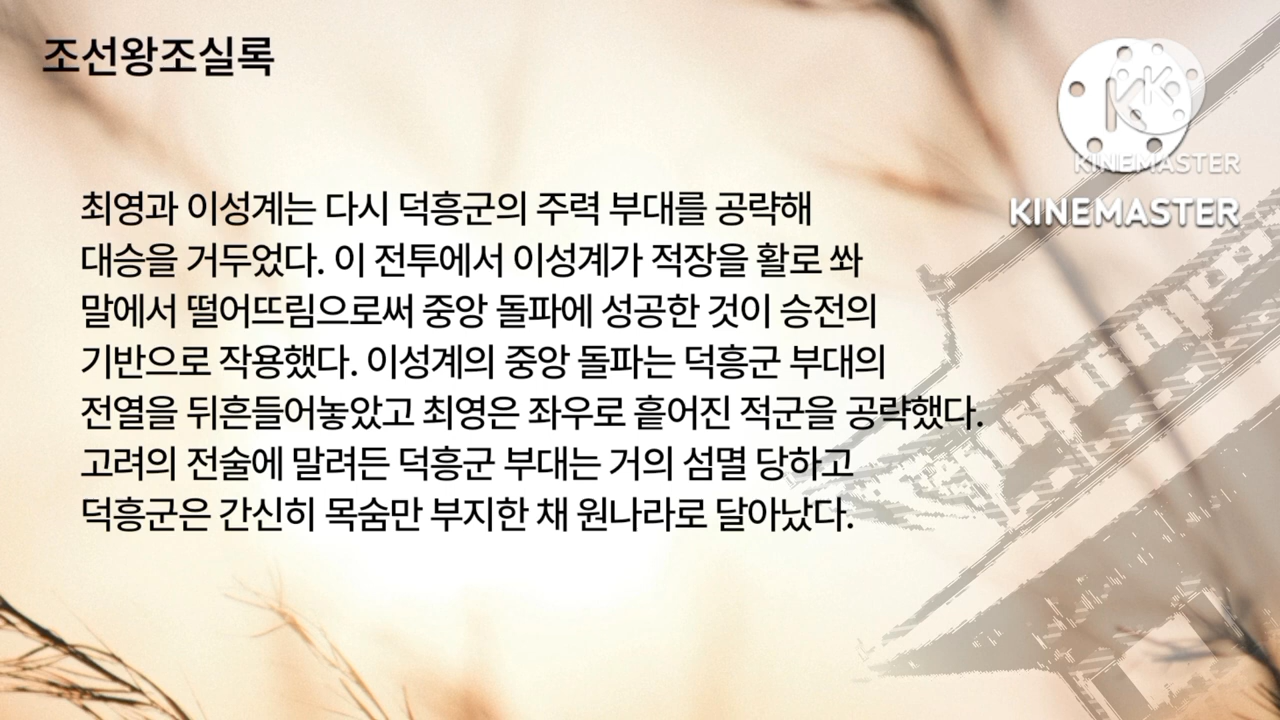 조선왕조실록
KINEMASTER
KINEMASTER
최영과 이성계는 다시 덕흥군의 주력 부대를 공략해
대승을 거두었다. 이 전투에서 이성계가 적장을 활로 쏴
말에서 떨어뜨림으로써 중앙 돌파에 성공한 것이 승전의
기반으로 작용했다. 이성계의 중앙 돌파는 덕흥군 부대의
전열을 뒤흔들어놓았고 최영은 좌우로 흩어진 적군을 공략했다.
고려의 전술에 말려든 덕흥군 부대는 거의 섬멸 당하고
덕흥군은 간신히 목숨만 부지한 채 원나라로 달아났다.